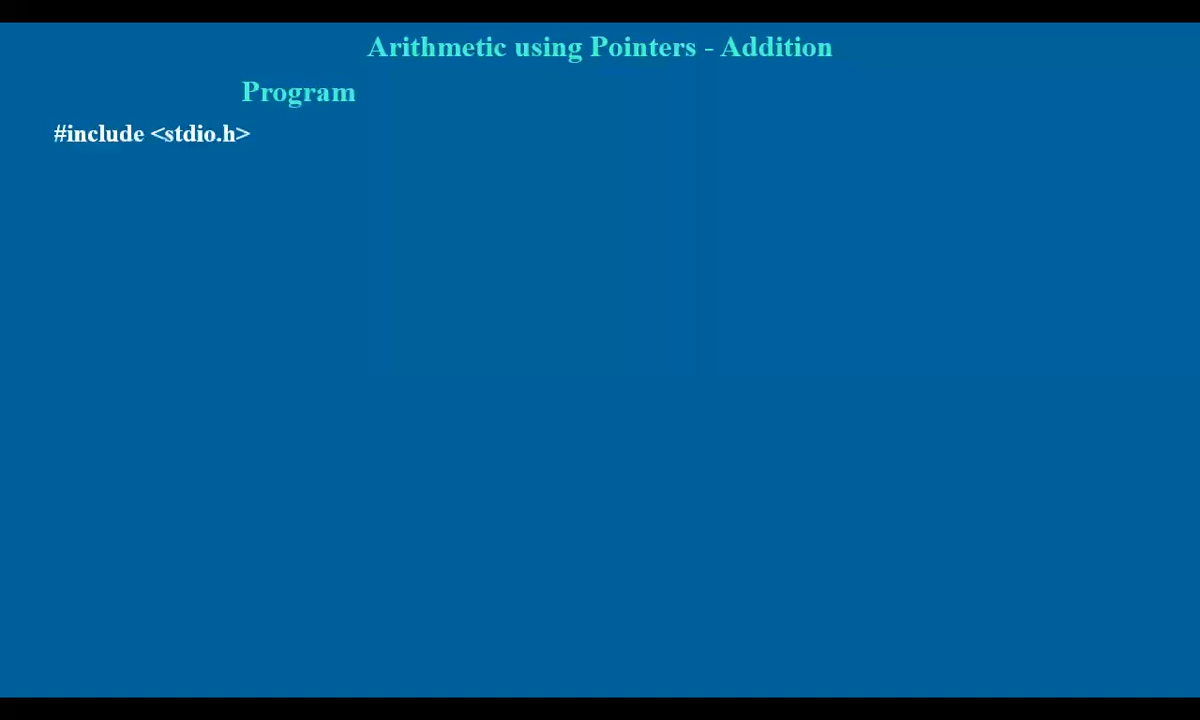 Arithmetic using Pointers - Addition
Program
#include <stdio.h>